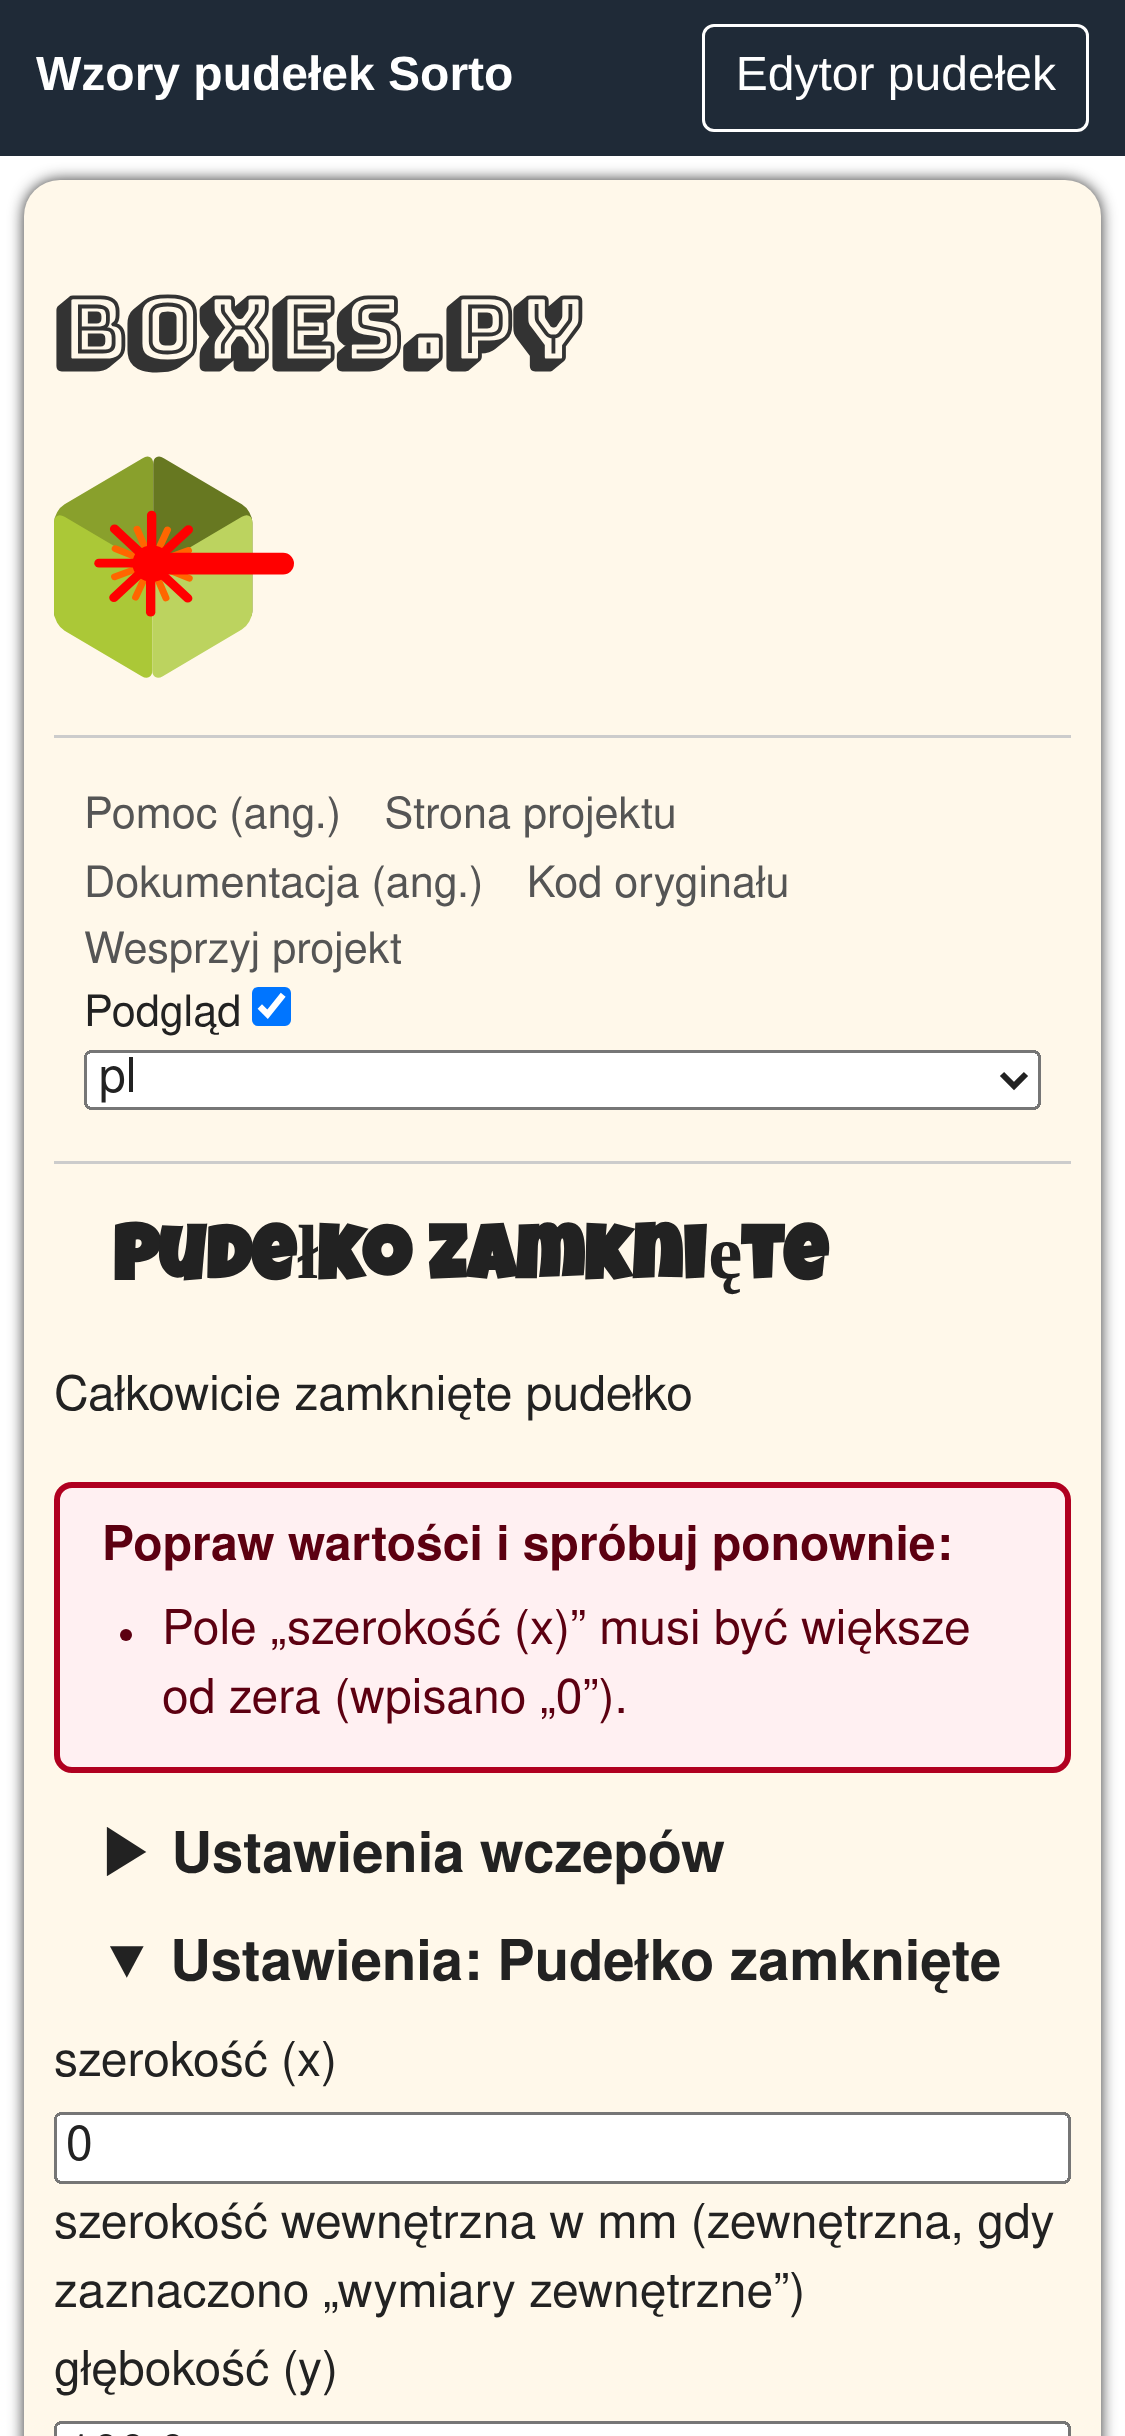 Wzory pudełek Sorto
Edytor pudełek
BOXES.PY
Pomoc (ang.) Strona projektu
Dokumentacja (ang.) Kod oryginału
Wesprzyj projekt
Podgląd
pl
Pudełko zamknięte
Całkowicie zamknięte pudełko
Popraw wartości i spróbuj ponownie:
• Pole „szerokość (x)” musi być większe
od zera (wpisano „0”).
▶ Ustawienia wczepów
▼ Ustawienia: Pudełko zamknięte
szerokość (x)
0
szerokość wewnętrzna w mm (zewnętrzna, gdy
zaznaczono „wymiary zewnętrzne”)
głębokość (y)